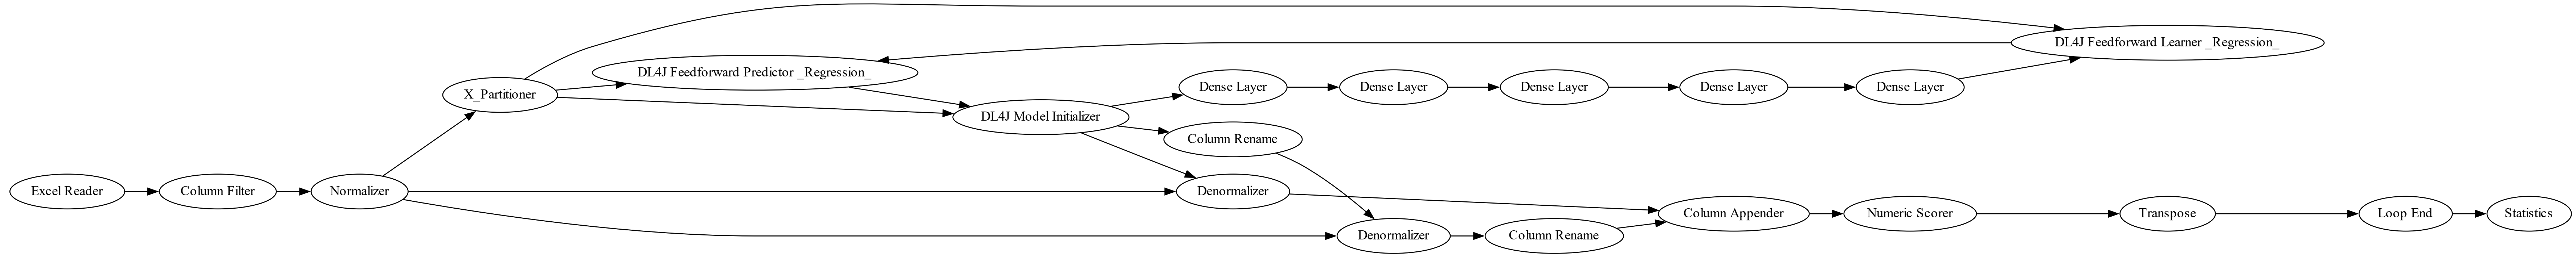 Excel Reader
Column Filter
Normalizer
X_Partitioner
DL4J Feedforward Predictor _Regression_
DL4J Model Initializer
Dense Layer
Dense Layer
Dense Layer
Dense Layer
Dense Layer
DL4J Feedforward Learner _Regression_
Column Rename
Denormalizer
Denormalizer
Column Rename
Column Appender
Numeric Scorer
Transpose
Loop End
Statistics